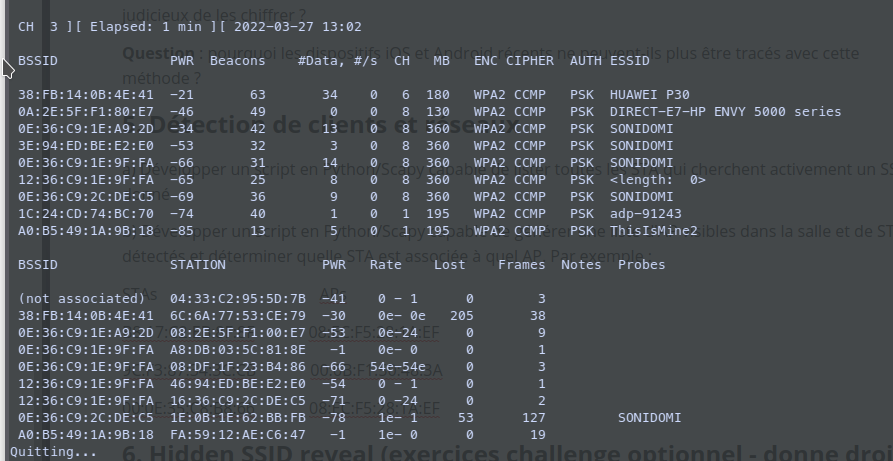 judicieux de les chiffrer ?
CH  3 ][ Elapsed: 1 min ][ 2022-03-27 13:02
Question : pourquoi les dispositifs iOS et Android récents ne peuvent-ils plus être tracés avec cette
BSSID              PWR  Beacons    #Data, #/s  CH   MB   ENC CIPHER  AUTH ESSID
méthode ?
38:FB:14:0B:4E:41  -21       63       34    0   6  180   WPA2 CCMP   PSK  HUAWEI P30
0A:2E:5F:F1:80:E7  -46       49        0    0   8  130   WPA2 CCMP   PSK  DIRECT-E7-HP ENVY 5000 series
5. Détection de clients et réseaux
0E:36:C9:1E:A9:2D  -34       42       13    0   8  360   WPA2 CCMP   PSK  SONIDOMI
3E:94:ED:BE:E2:E0  -53       32        3    0   8  360   WPA2 CCMP   PSK  SONIDOMI
0E:36:C9:1E:9F:FA  -66       31       14    0   8  360   WPA2 CCMP   PSK  SONIDOMI
a) Développer un script en Python/Scapy capable de lister toutes les STA qui cherchent activement un SS
12:36:C9:1E:9F:FA  -65       25        8    0   8  360   WPA2 CCMP   PSK  <length:  0>
0E:36:C9:2C:DE:C5  -69       36        9    0   8  360   WPA2 CCMP   PSK  SONIDOMI
1C:24:CD:74:BC:70  -74       40        1    0   1  195   WPA2 CCMP   PSK  adp-91243
A0:B5:49:1A:9B:18  -85       13        5    0   1  195   WPA2 CCMP   PSK  ThisIsMine2
développer un script en Python/Scapy capable de générer une visibles dans la salle et de ST
détectés et déterminer quelle STA est associée à quel AP. Par exemple :
BSSID              STATION            PWR   Rate    Lost    Frames  Notes  Probes
STAs APs
(not associated)   04:33:C2:95:5D:7B  -41    0 - 1      0        3
38:FB:14:0B:4E:41  6C:6A:77:53:CE:79  -30    0e- 0e   205       38
0E:36:C9:1E:A9:2D  08:2E:5F:F1:00:E7  -53    0e-24      0        9
0E:36:C9:1E:9F:FA  A8:DB:03:5C:81:8E   -1    0e- 0      0        1
0E:36:C9:1E:9F:FA  08:DF:1F:23:B4:86  -66   54e-54e     0        3
12:36:C9:1E:9F:FA  46:94:ED:BE:E2:E0  -54    0 - 1      0        1
12:36:C9:1E:9F:FA  16:36:C9:2C:DE:C5  -71    0 -24      0        2
0E:36:C9:2C:DE:C5  1E:0B:1E:62:BB:FB  -78    1e- 1     53      127         SONIDOMI
A0:B5:49:1A:9B:18  FA:59:12:AE:C6:47   -1    1e- 0      0       19
Quitting...
6. Hidden SSID reveal (exercices challenge optionnel - donne droi